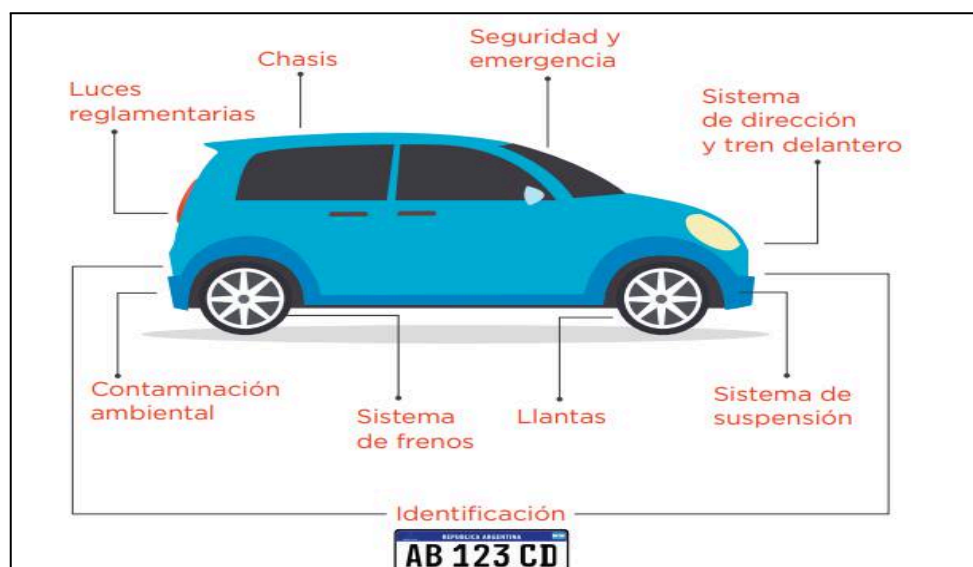 Seguridad y
emergencia
Chasis
Luces
reglamentarias
Sistema
de dirección
y tren delantero
Contaminación
ambiental
Sistema
de frenos
Llantas
Sistema de
suspensión
Identificación
REPUBLICA ARGENTINA
AB 123 CD